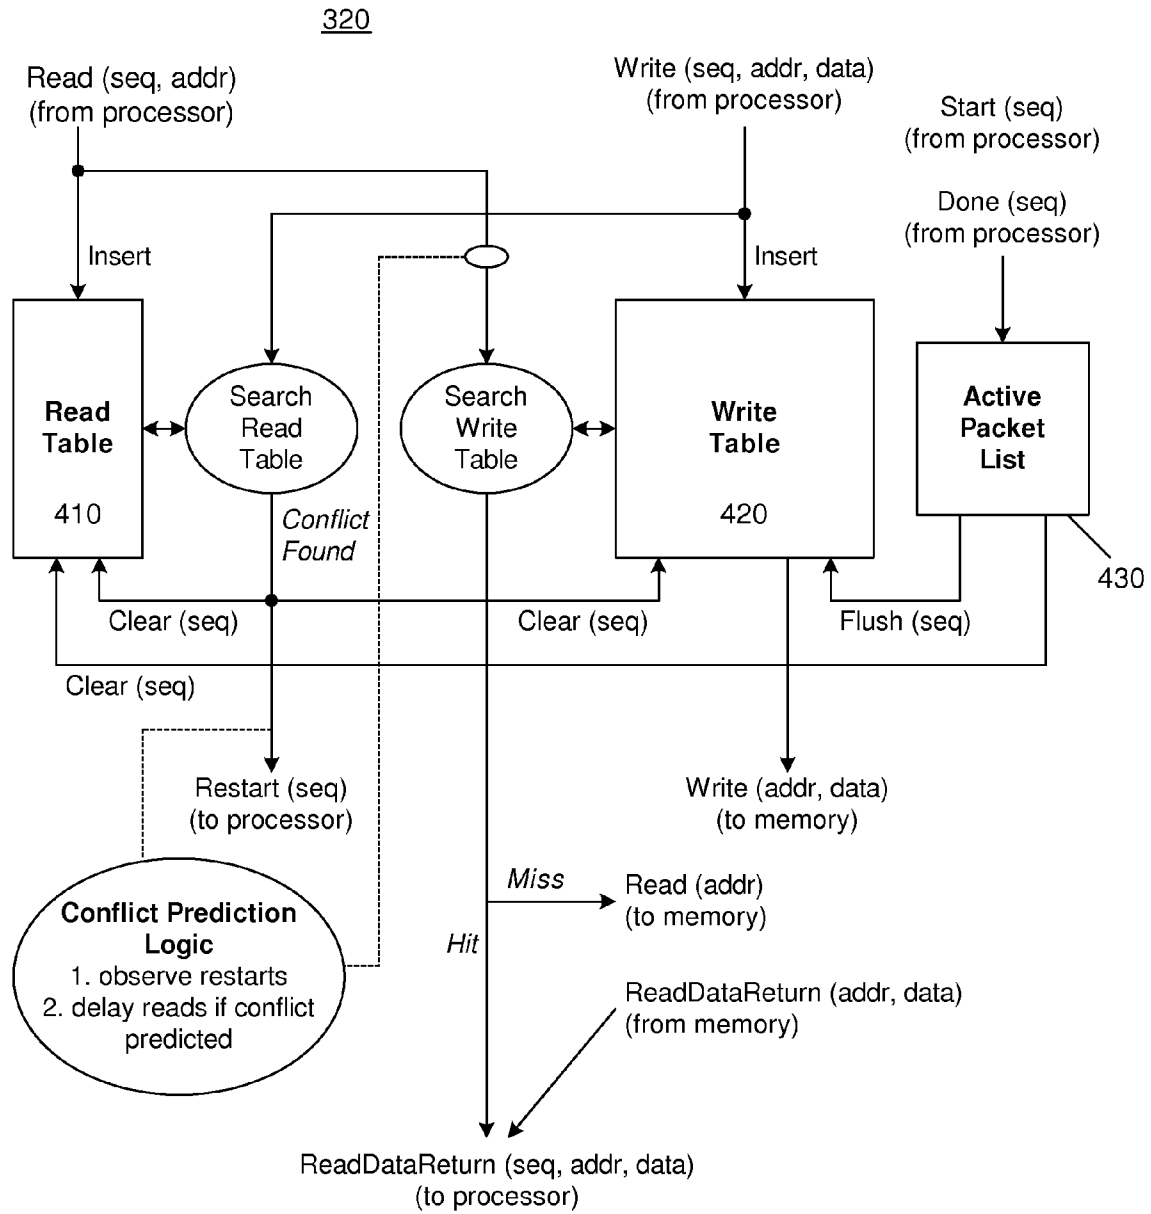 320
Read (seq, addr)
(from processor)
Write (seq, addr, data)
(from processor)
Start (seq)
(from processor)
Done (seq)
(from processor)
Insert
Insert
Read
Table
410
Search
Read
Table
Search
Write
Table
Write
Table
420
Active
Packet
List
430
Conflict
Found
Clear (seq)
Clear (seq)
Flush (seq)
Clear (seq)
Restart (seq)
(to processor)
Write (addr, data)
(to memory)
Miss
Read (addr)
(to memory)
Hit
Conflict Prediction
Logic
1. observe restarts
2. delay reads if conflict
predicted
ReadDataReturn (addr, data)
(from memory)
ReadDataReturn (seq, addr, data)
(to processor)